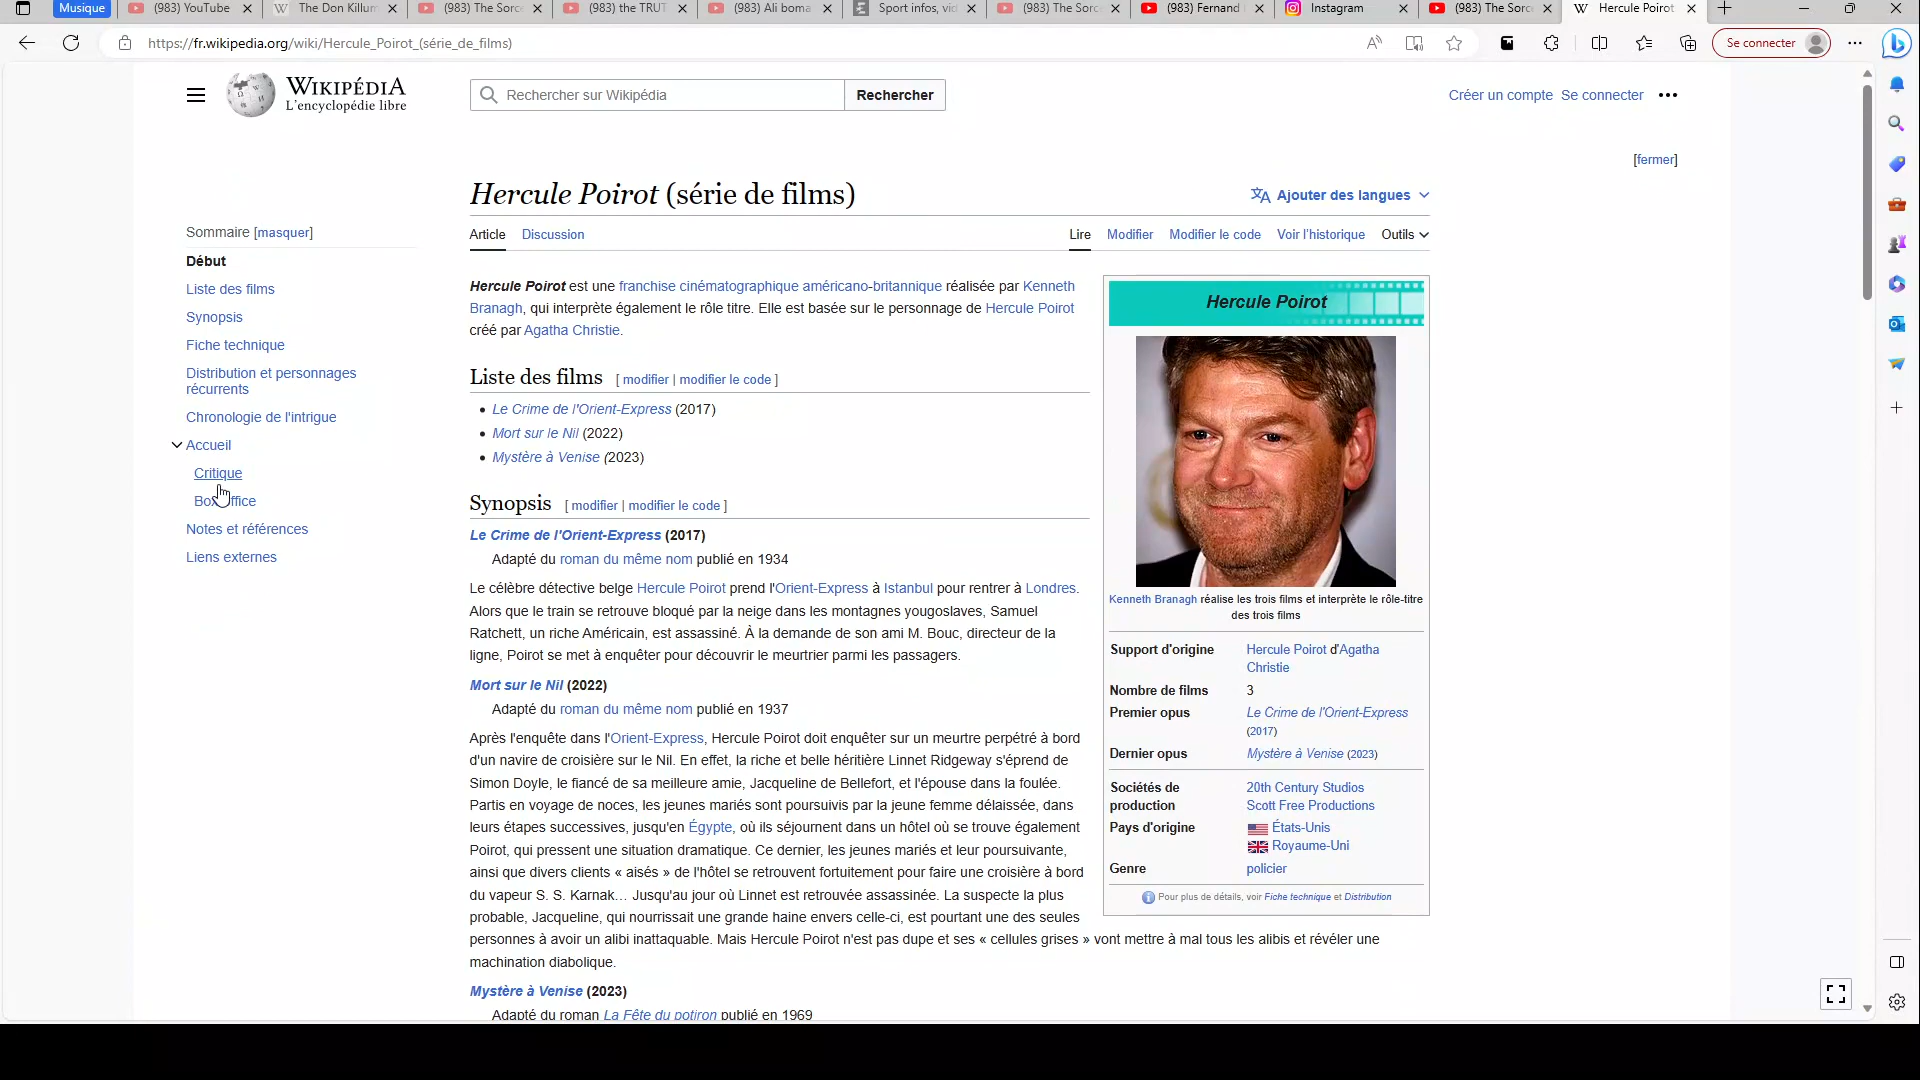 Musique (983) YouTube The Don Killum (983) The Sorce (983) the TRUT (983) Ali boma Sport infos, vid (983) The Sorce (983) Fernand Instagram (983) The Sorce Hercule Poirot
https://fr.wikipedia.org/wiki/Hercule_Poirot_(série_de_films) Se connecter
WIKIPÉDIA
L'encyclopédie libre
Rechercher sur Wikipédia Rechercher
Créer un compte Se connecter
[fermer]
Hercule Poirot (série de films)
Ajouter des langues
Article Discussion Lire Modifier Modifier le code Voir l'historique Outils
Sommaire [masquer]
Début
Liste des films
Synopsis
Fiche technique
Distribution et personnages
récurrents
Chronologie de l'intrigue
Accueil
Critique
Box-office
Notes et références
Liens externes
Hercule Poirot est une franchise cinématographique américano-britannique réalisée par Kenneth
Branagh, qui interprète également le rôle titre. Elle est basée sur le personnage de Hercule Poirot
créé par Agatha Christie.
Liste des films [ modifier | modifier le code ]
• Le Crime de l'Orient-Express (2017)
• Mort sur le Nil (2022)
• Mystère à Venise (2023)
Synopsis [ modifier | modifier le code ]
Le Crime de l'Orient-Express (2017)
Adapté du roman du même nom publié en 1934
Le célèbre détective belge Hercule Poirot prend l'Orient-Express à Istanbul pour rentrer à Londres.
Alors que le train se retrouve bloqué par la neige dans les montagnes yougoslaves, Samuel
Ratchett, un riche Américain, est assassiné. À la demande de son ami M. Bouc, directeur de la
ligne, Poirot se met à enquêter pour découvrir le meurtrier parmi les passagers.
Mort sur le Nil (2022)
Adapté du roman du même nom publié en 1937
Après l'enquête dans l'Orient-Express, Hercule Poirot doit enquêter sur un meurtre perpétré à bord
d'un navire de croisière sur le Nil. En effet, la riche et belle héritière Linnet Ridgeway s'éprend de
Simon Doyle, le fiancé de sa meilleure amie, Jacqueline de Bellefort, et l'épouse dans la foulée.
Partis en voyage de noces, les jeunes mariés sont poursuivis par la jeune femme délaissée, dans
leurs étapes successives, jusqu'en Égypte, où ils séjournent dans un hôtel où se trouve également
Poirot, qui pressent une situation dramatique. Ce dernier, les jeunes mariés et leur poursuivante,
ainsi que divers clients « aisés » de l'hôtel se retrouvent fortuitement pour faire une croisière à bord
du vapeur S. S. Karnak… Jusqu'au jour où Linnet est retrouvée assassinée. La suspecte la plus
probable, Jacqueline, qui nourrissait une grande haine envers celle-ci, est pourtant une des seules
personnes à avoir un alibi inattaquable. Mais Hercule Poirot n'est pas dupe et ses « cellules grises » vont mettre à mal tous les alibis et révéler une
machination diabolique.
Mystère à Venise (2023)
Adapté du roman La Fête du potiron publié en 1969
Hercule Poirot
Kenneth Branagh réalise les trois films et interprète le rôle-titre
des trois films
Support d'origine Hercule Poirot d'Agatha
Christie
Nombre de films 3
Premier opus Le Crime de l'Orient-Express
(2017)
Dernier opus Mystère à Venise (2023)
Sociétés de 20th Century Studios
production Scott Free Productions
Pays d'origine États-Unis
Royaume-Uni
Genre policier
Pour plus de détails, voir Fiche technique et Distribution